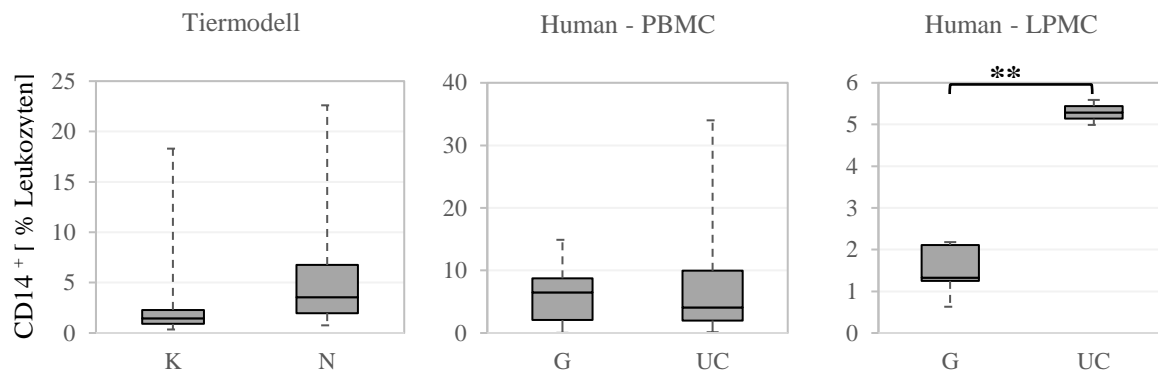 Tiermodell
Human - PBMC
Human - LPMC
CD14 + [ % Leukozyten]
25
20
15
10
5
0
K
N
40
30
20
10
0
G
UC
6
5
4
3
2
1
0
**
G
UC